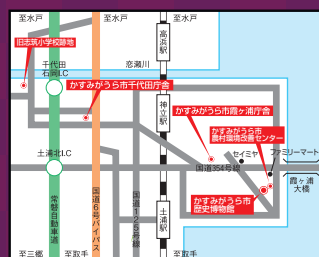 至水戸
至水戸
至水戸
旧志筑小学校跡地
高浜駅
恋瀬川
千代田
石岡I.C
かすみがうら市千代田庁舎
神立駅
かすみがうら市霞ヶ浦庁舎
かすみがうら市
農村環境改善センター
土浦北I.C
セイミヤ
ファミリーマート
国道354号線
霞ヶ浦
大橋
かすみがうら市
歴史博物館
常磐自動車道
国道6号バイパス
国道125号線
土浦駅
至三郷
至取手
至取手